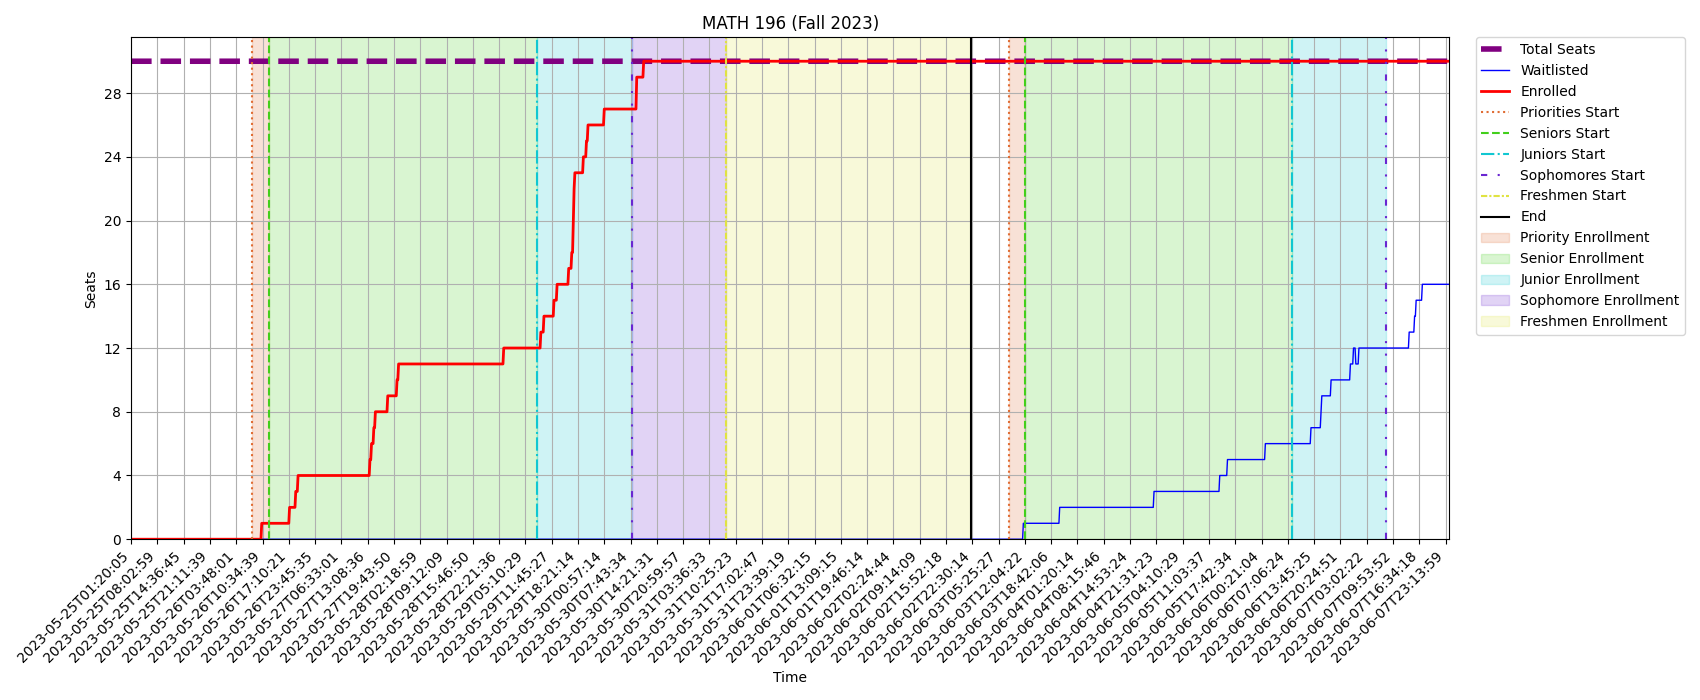 MATH 196 (Fall 2023)
Total Seats
Waitlisted
Enrolled
Priorities Start
Seniors Start
Juniors Start
Sophomores Start
Freshmen Start
End
Priority Enrollment
Senior Enrollment
Junior Enrollment
Sophomore Enrollment
Freshmen Enrollment
Seats
28
24
20
16
12
8
4
0
2023-05-25T01:20:05
2023-05-25T08:02:59
2023-05-25T14:36:45
2023-05-25T21:11:39
2023-05-26T03:48:01
2023-05-26T10:34:39
2023-05-26T17:10:21
2023-05-26T23:45:35
2023-05-27T06:33:01
2023-05-27T13:08:36
2023-05-27T19:43:50
2023-05-28T02:18:59
2023-05-28T09:12:09
2023-05-28T15:46:50
2023-05-28T22:21:36
2023-05-29T05:10:29
2023-05-29T11:45:27
2023-05-29T18:21:14
2023-05-30T00:57:14
2023-05-30T07:43:34
2023-05-30T14:21:31
2023-05-30T20:59:57
2023-05-31T03:36:33
2023-05-31T10:25:23
2023-05-31T17:02:47
2023-05-31T23:39:19
2023-06-01T06:32:15
2023-06-01T13:09:15
2023-06-01T19:46:14
2023-06-02T02:24:44
2023-06-02T09:14:09
2023-06-02T15:52:18
2023-06-02T22:30:14
2023-06-03T05:25:27
2023-06-03T12:04:22
2023-06-03T18:42:06
2023-06-04T01:20:14
2023-06-04T08:15:46
2023-06-04T14:53:24
2023-06-04T21:31:23
2023-06-05T04:10:29
2023-06-05T11:03:37
2023-06-05T17:42:34
2023-06-06T00:21:04
2023-06-06T07:06:24
2023-06-06T13:45:25
2023-06-06T20:24:51
2023-06-07T03:02:22
2023-06-07T09:53:52
2023-06-07T16:34:18
2023-06-07T23:13:59
Time